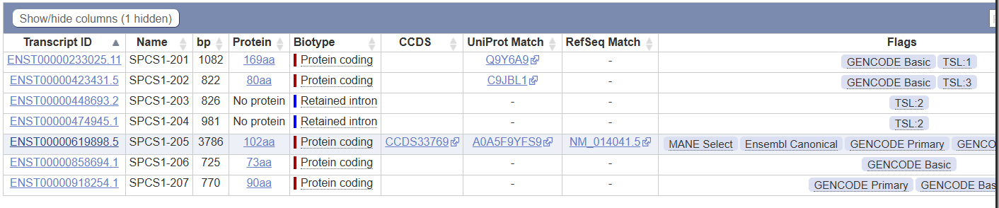 Show/hide columns (1 hidden)
Transcript ID Name bp Protein Biotype CCDS UniProt Match RefSeq Match Flags
ENST00000233025.11 SPCS1-201 1082 169aa Protein coding Q9Y6A9 - GENCODE Basic TSL:1
ENST00000423431.5 SPCS1-202 822 80aa Protein coding C9JBL1 - GENCODE Basic TSL:3
ENST00000448693.2 SPCS1-203 826 No protein Retained intron - - TSL:2
ENST00000474945.1 SPCS1-204 981 No protein Retained intron - - TSL:2
ENST00000619898.5 SPCS1-205 3786 102aa Protein coding CCDS33769 A0A5F9YFS9 NM_014041.5 MANE Select Ensembl Canonical GENCODE Primary GENCO
ENST00000858694.1 SPCS1-206 725 73aa Protein coding - - GENCODE Basic
ENST00000918254.1 SPCS1-207 770 90aa Protein coding - - GENCODE Primary GENCODE Bas